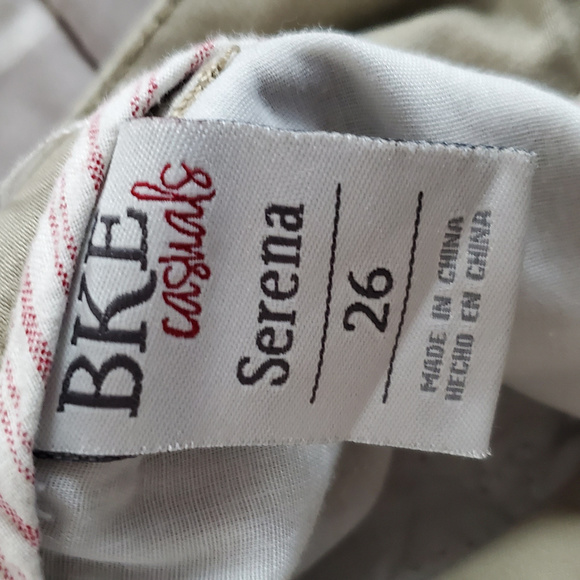 BKE
casuals
Serena
26
MADE IN CHINA
HECHO EN CHINA